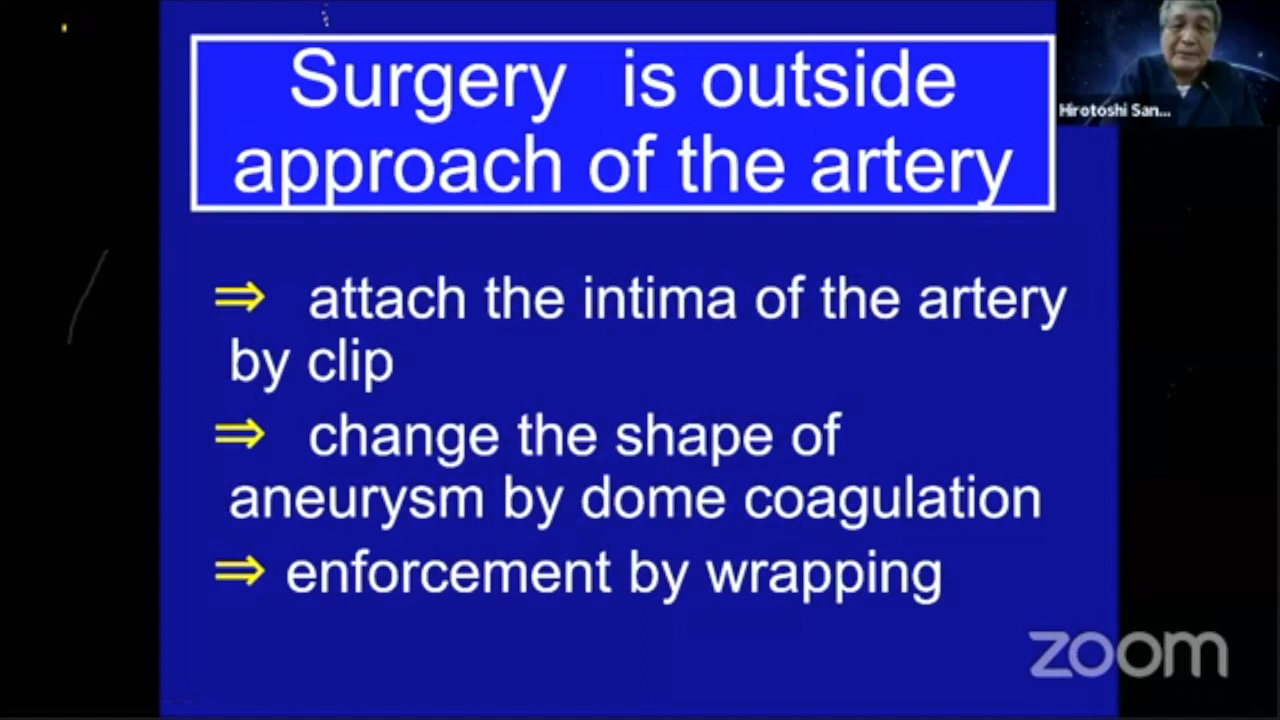 Surgery is outside
approach of the artery
Hirotoshi San...
⇒ attach the intima of the artery
by clip
⇒ change the shape of
aneurysm by dome coagulation
⇒ enforcement by wrapping
zoom